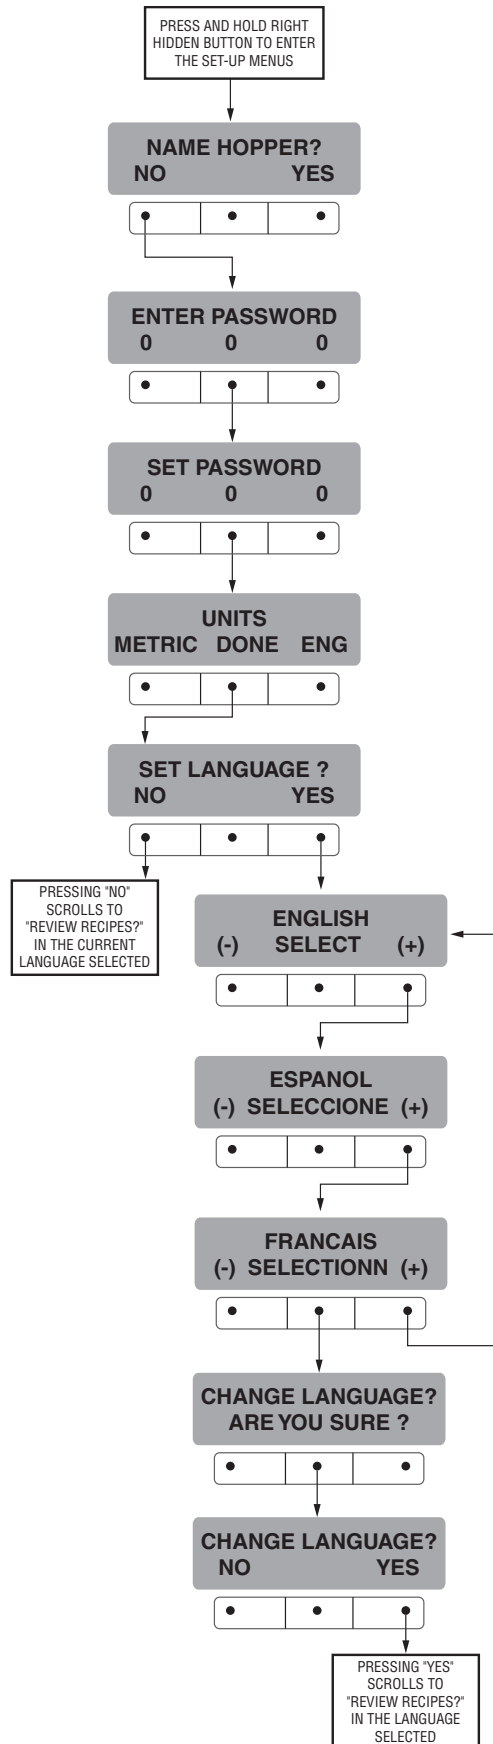 PRESS AND HOLD RIGHT
HIDDEN BUTTON TO ENTER
THE SET-UP MENUS
NAME HOPPER?
NO YES
ENTER PASSWORD
0 0 0
SET PASSWORD
0 0 0
UNITS
METRIC DONE ENG
SET LANGUAGE ?
NO YES
PRESSING "NO"
SCROLLS TO
"REVIEW RECIPES?"
IN THE CURRENT
LANGUAGE SELECTED
ENGLISH
(-) SELECT (+)
ESPANOL
(-) SELECCIONE (+)
FRANCAIS
(-) SELECTIONN (+)
CHANGE LANGUAGE?
ARE YOU SURE ?
CHANGE LANGUAGE?
NO YES
PRESSING "YES"
SCROLLS TO
"REVIEW RECIPES?"
IN THE LANGUAGE
SELECTED